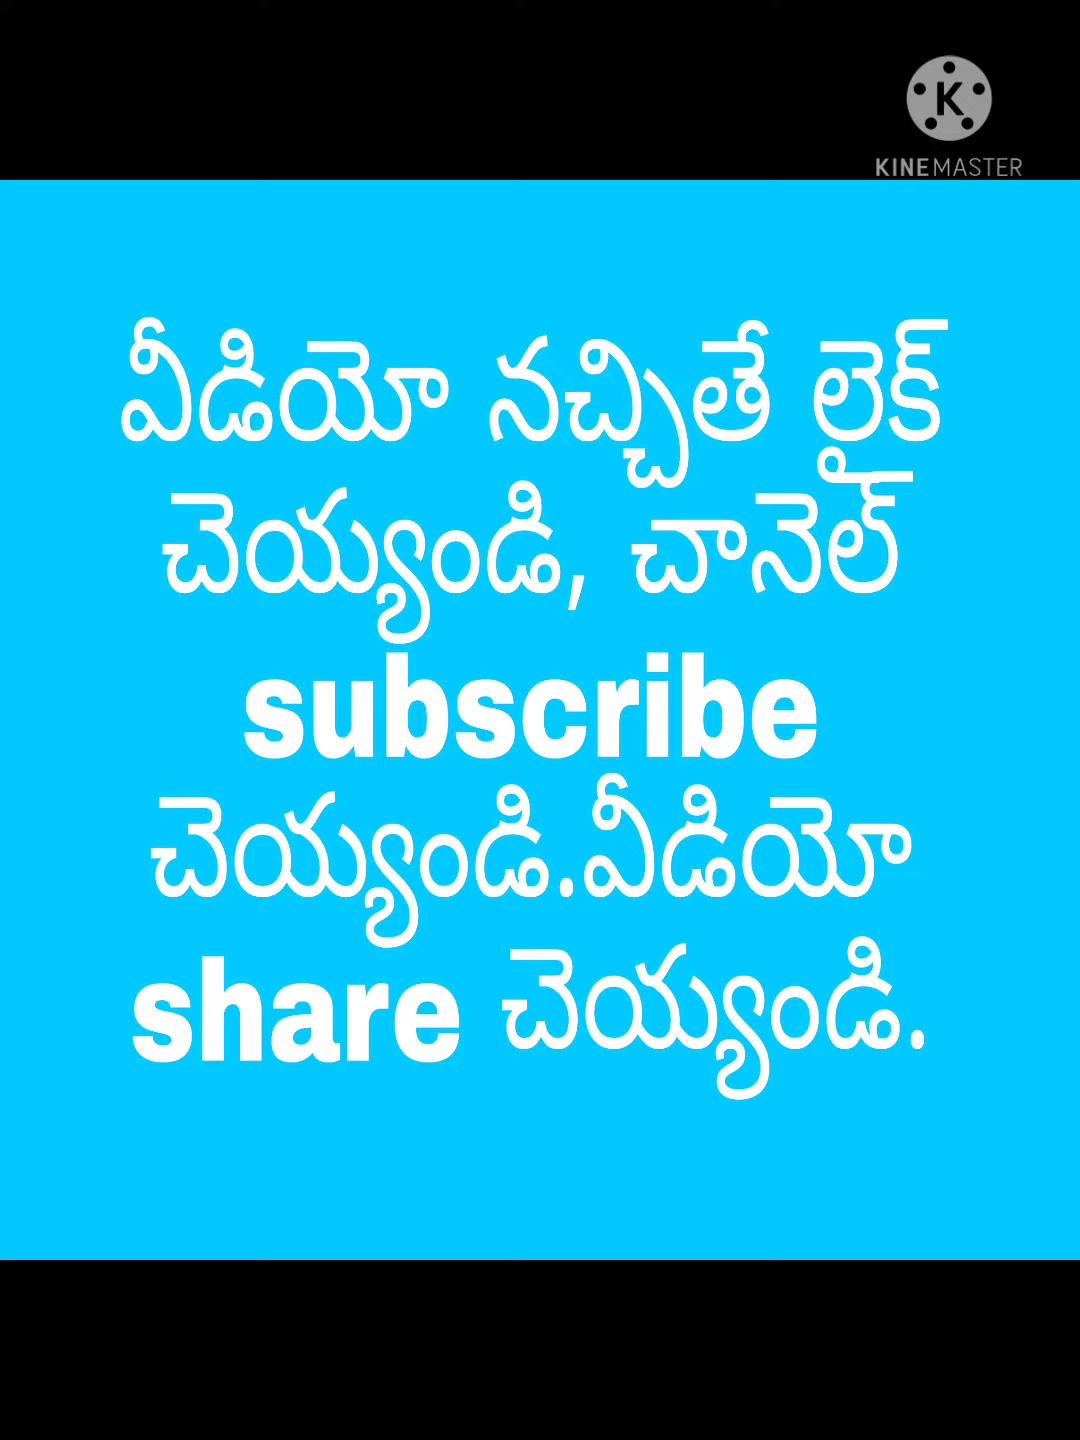 KINEMASTER
వీడియో నచ్చితే లైక్
చెయ్యండి, చానెల్
subscribe
చెయ్యండి.వీడియో
share చెయ్యండి.